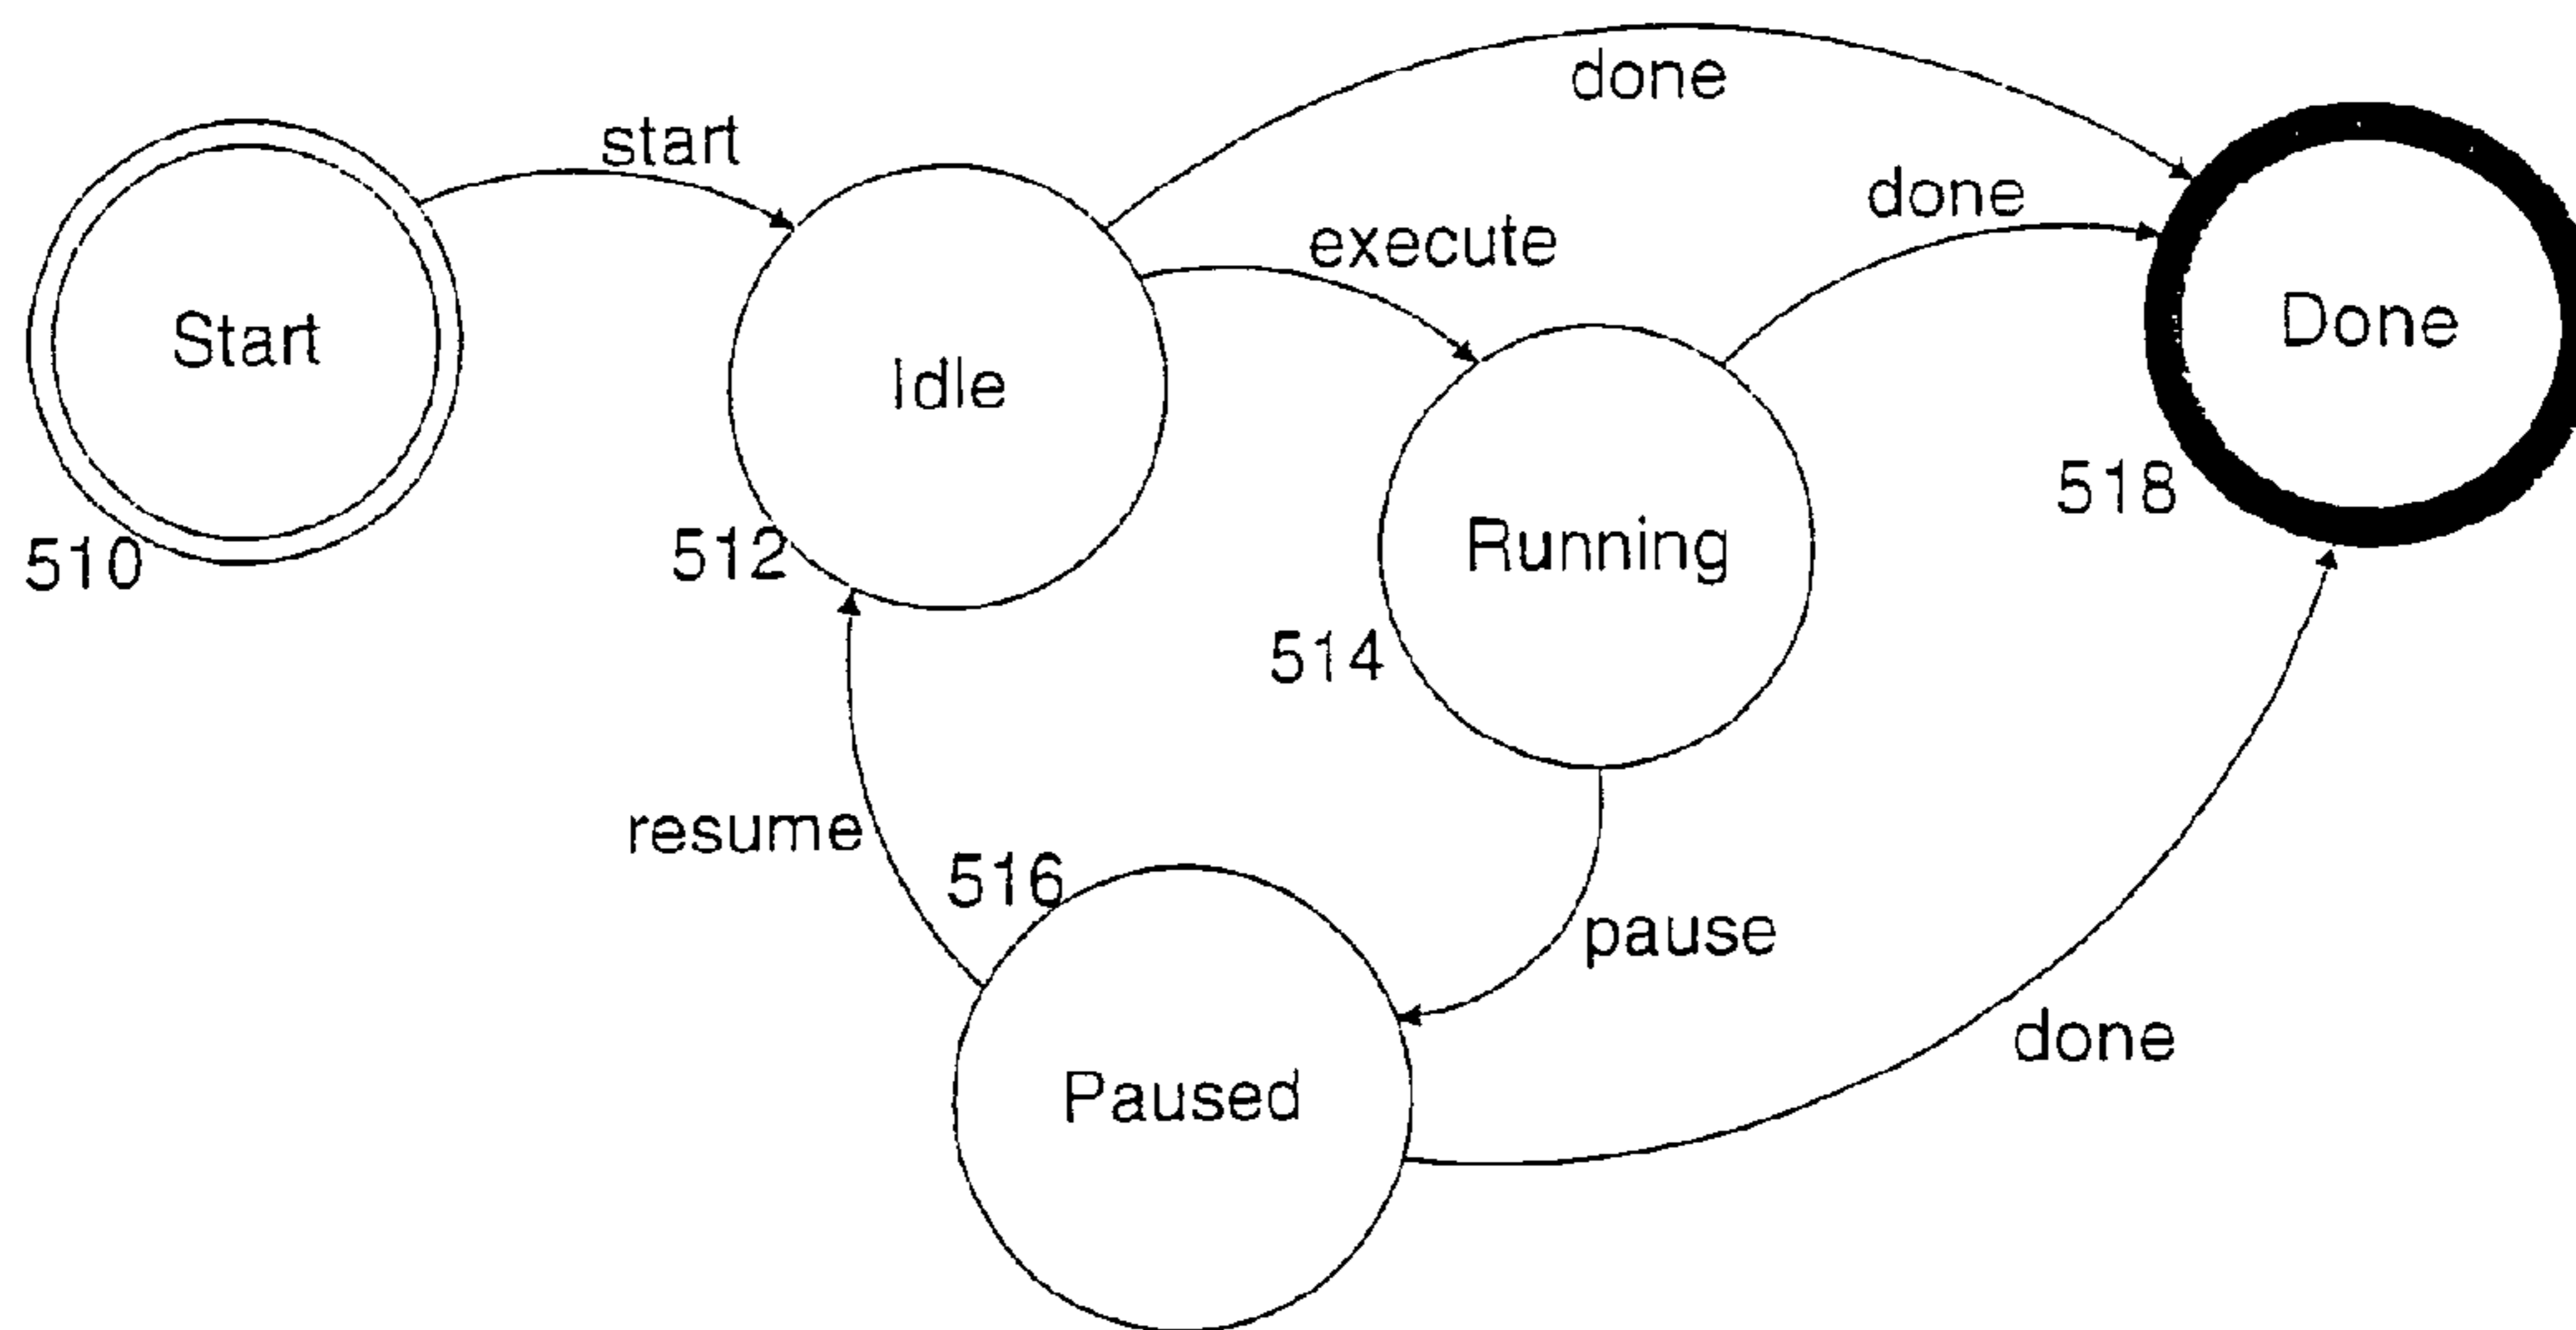 done
start
done
execute
Start
Idle
Done
518
510
512
Running
514
resume
516
pause
done
Paused